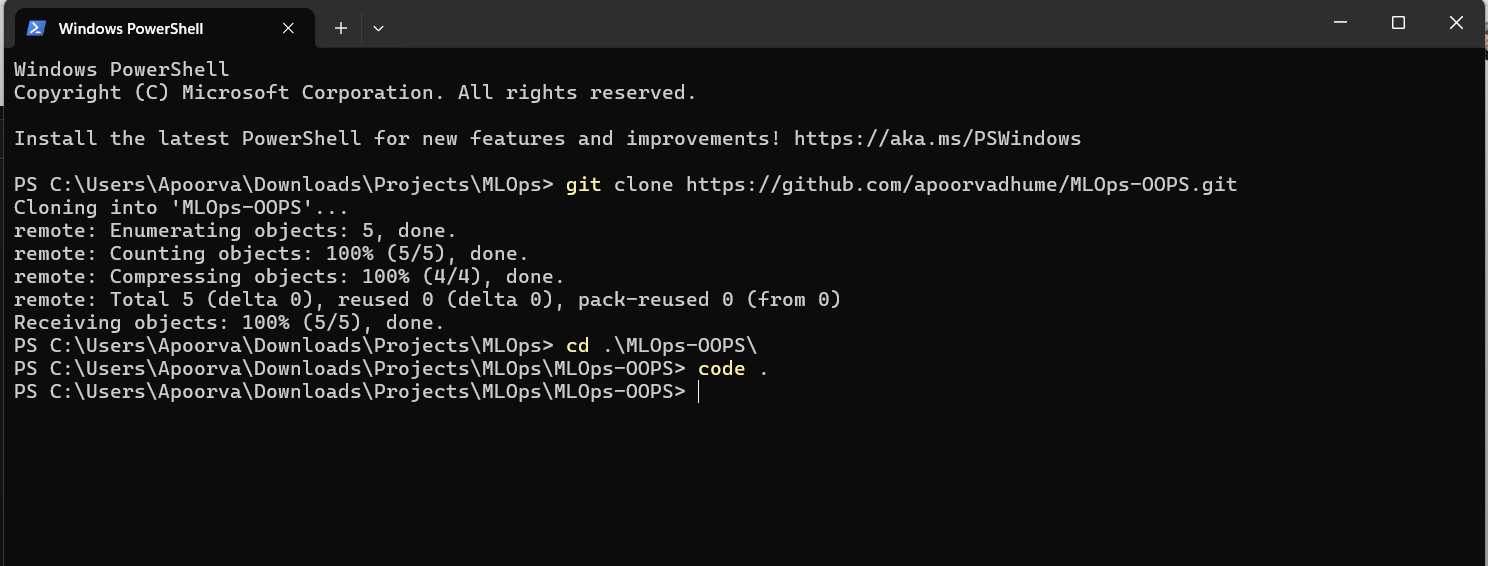 Windows PowerShell
Windows PowerShell
Copyright (C) Microsoft Corporation. All rights reserved.
Install the latest PowerShell for new features and improvements! https://aka.ms/PSWindows
PS C:\Users\Apoorva\Downloads\Projects\MLOps> git clone https://github.com/apoorvadhume/MLOps-OOPS.git
Cloning into 'MLOps-OOPS'...
remote: Enumerating objects: 5, done.
remote: Counting objects: 100% (5/5), done.
remote: Compressing objects: 100% (4/4), done.
remote: Total 5 (delta 0), reused 0 (delta 0), pack-reused 0 (from 0)
Receiving objects: 100% (5/5), done.
PS C:\Users\Apoorva\Downloads\Projects\MLOps> cd .\MLOps-OOPS\
PS C:\Users\Apoorva\Downloads\Projects\MLOps\MLOps-OOPS> code .
PS C:\Users\Apoorva\Downloads\Projects\MLOps\MLOps-OOPS>